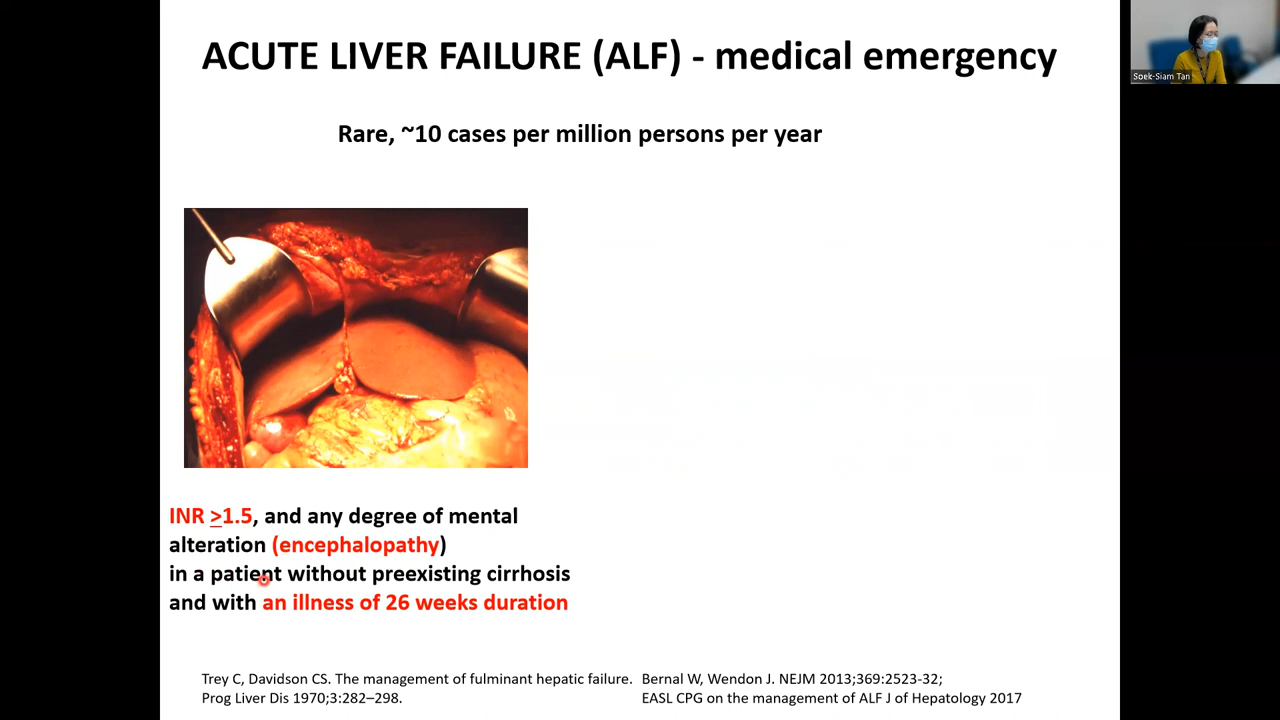 ACUTE LIVER FAILURE (ALF) - medical emergency
Soek-Siam Tan
Rare, ~10 cases per million persons per year
INR >1.5, and any degree of mental
alteration (encephalopathy)
in a patient without preexisting cirrhosis
and with an illness of 26 weeks duration
Trey C, Davidson CS. The management of fulminant hepatic failure.
Prog Liver Dis 1970;3:282–298.
Bernal W, Wendon J. NEJM 2013;369:2523-32;
EASL CPG on the management of ALF J of Hepatology 2017